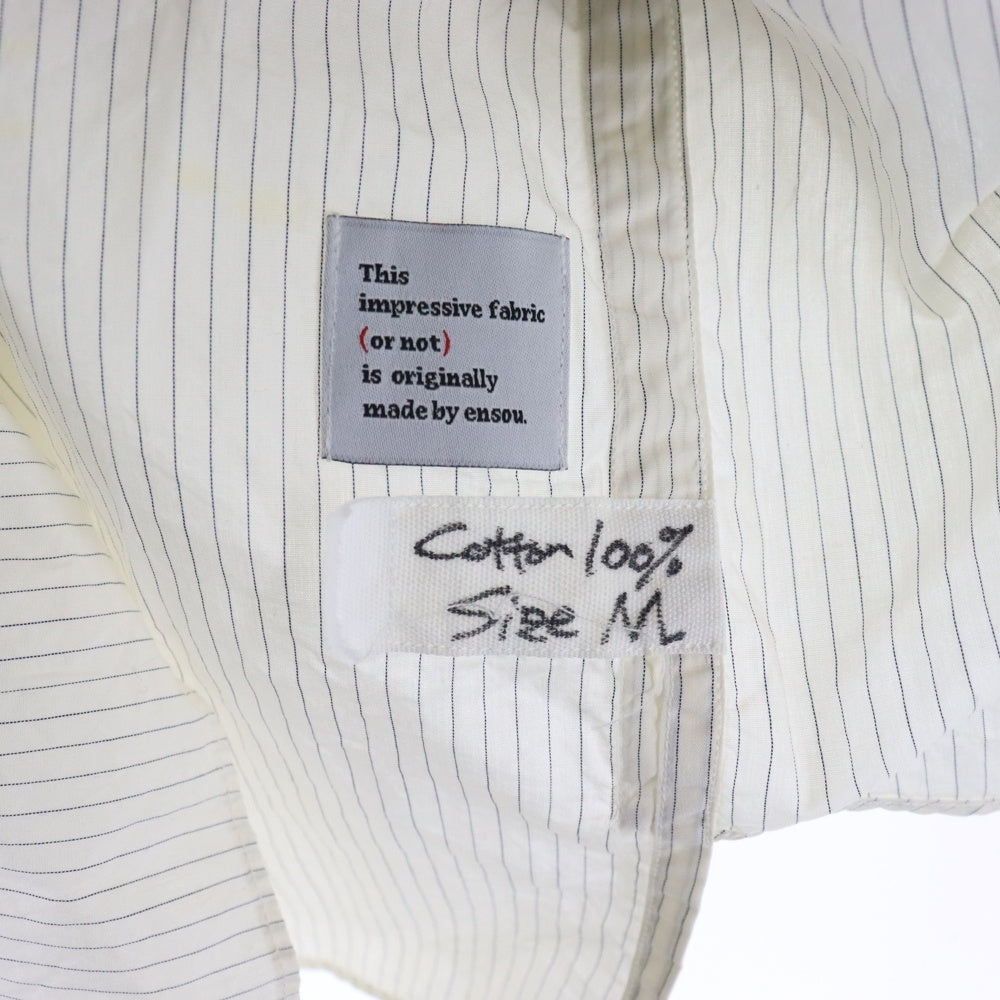 This
impressive fabric
(or not)
is originally
made by ensou.
Cotton 100%
Size M